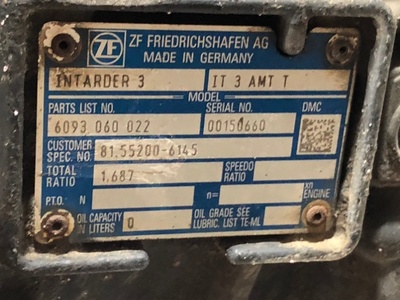 ZF ZF FRIEDRICHSHAFEN AG
MADE IN GERMANY
INTARDER 3 IT 3 AMT T
MODEL
PARTS LIST NO. SERIAL NO. DMC
6093 060 022 00150660
CUSTOMER SPEC. NO. 81.55200-6145
TOTAL RATIO 1,687 SPEEDO RATIO
P.T.O. N n= xn ENGINE
OIL CAPACITY IN LITERS 0 OIL GRADE SEE LUBRIC. LIST TE-ML